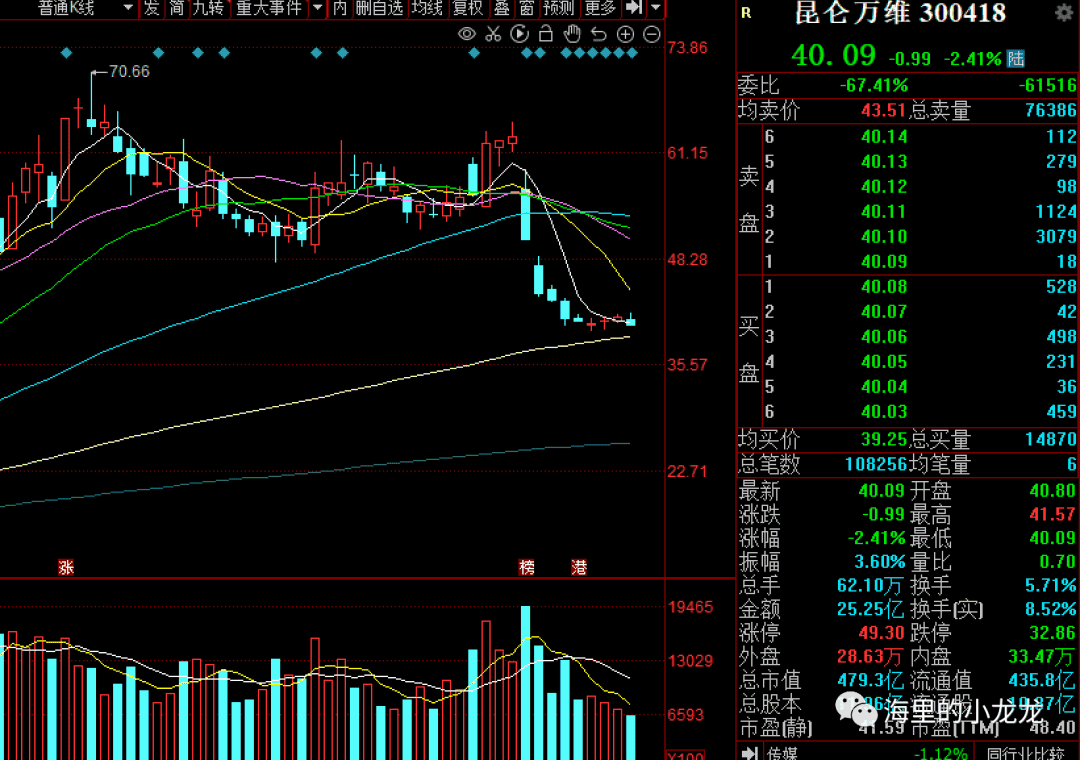 普通K线 发 简 九转 重大事件 内 删自选 均线 复权 叠 窗 预测 更多
70.66
73.86
61.15
48.28
35.57
22.71
涨 榜 港
19465
13029
6593
X100
R 昆仑万维 300418
40.09 -0.99 -2.41% 陆
委比 -67.41% -61516
均卖价 43.51 总卖量 76386
卖盘
6 40.14 112
5 40.13 279
4 40.12 98
3 40.11 1124
2 40.10 3079
1 40.09 18
买盘
1 40.08 528
2 40.07 42
3 40.06 498
4 40.05 231
5 40.04 36
6 40.03 459
均买价 39.25 总买量 14870
总笔数 108256 均笔量 6
最新 40.09 开盘 40.80
涨跌 -0.99 最高 41.57
涨幅 -2.41% 最低 40.09
振幅 3.60% 量比 0.70
总手 62.10万 换手 5.71%
金额 25.25亿 换手(实) 8.52%
涨停 49.30 跌停 32.86
外盘 28.63万 内盘 33.47万
总市值 479.3亿 流通值 435.8亿
总股本 亿 流通股 亿
海里的小龙龙
市盈(静) 41.59 市盈(TTM) 48.40
传媒 -1.12% 同行业比较